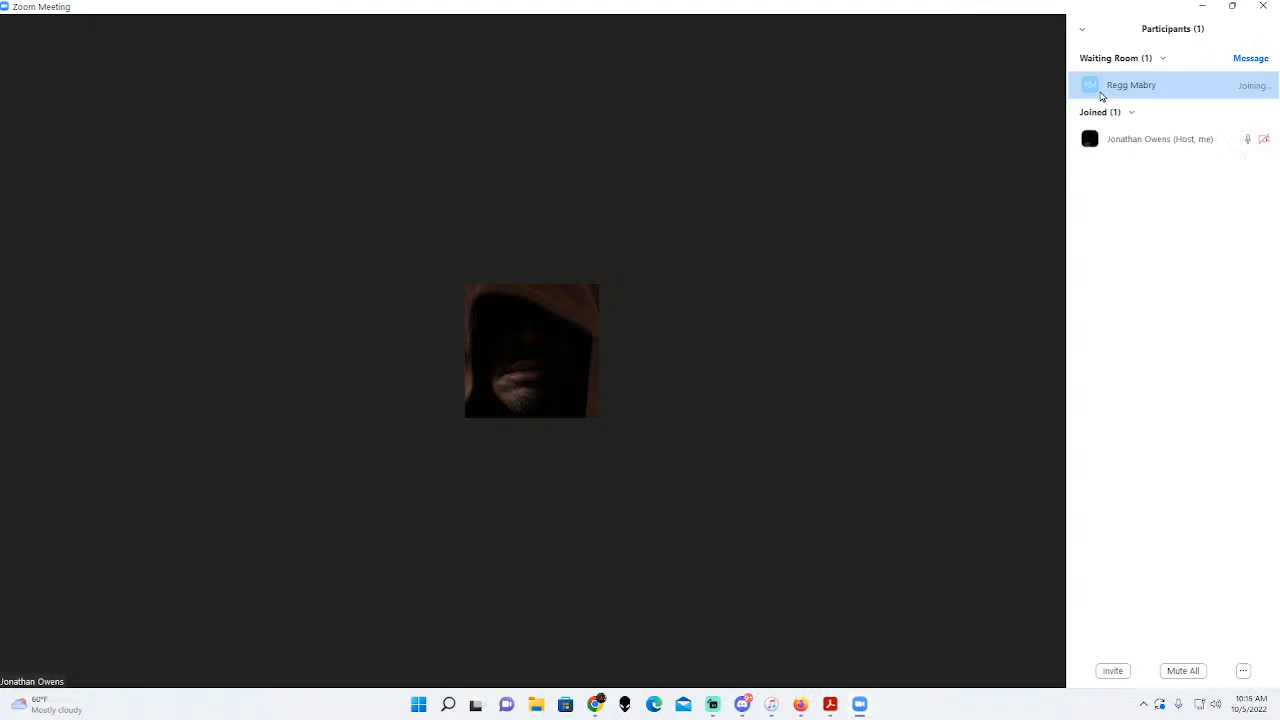 Zoom Meeting
Participants (1)
Waiting Room (1)
Message
RM
Regg Mabry
Joining...
Joined (1)
Jonathan Owens (Host, me)
Jonathan Owens
Invite
Mute All
60°F
Mostly cloudy
10:16 AM
10/5/2022